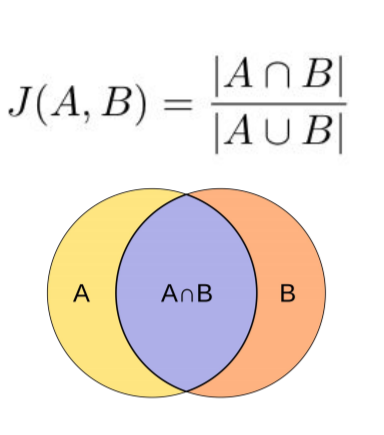 J(A, B) = |A ∩ B| / |A ∪ B|
A A∩B B